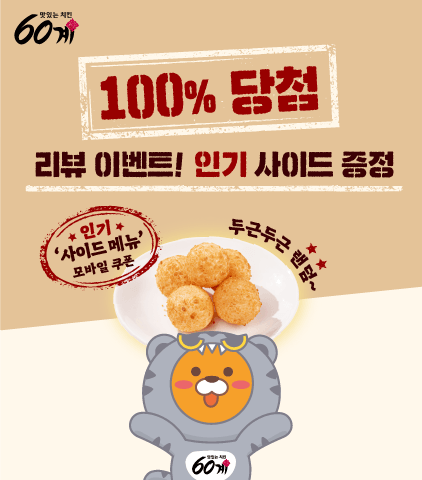 맛있는 치킨
60계
100% 당첨
리뷰 이벤트! 인기 사이드 증정
인기
'사이드 메뉴'
모바일 쿠폰
두근두근 랜덤~
맛있는 치킨
60계